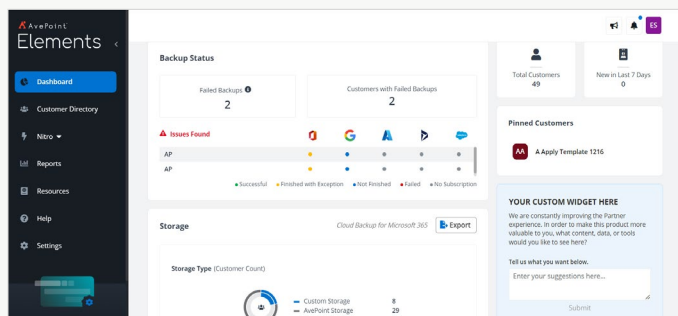 AvePoint
Elements
Dashboard
Customer Directory
Nitro
Reports
Resources
Help
Settings
ES
Backup Status
Failed Backups
2
Customers with Failed Backups
2
Issues Found
AP
AP
Successful Finished with Exception Not Finished Failed No Subscription
Storage
Cloud Backup for Microsoft 365
Export
Storage Type (Customer Count)
Custom Storage 8
AvePoint Storage 29
Total Customers
49
New in Last 7 Days
0
Pinned Customers
AA A Apply Template 1216
YOUR CUSTOM WIDGET HERE
We are constantly improving the Partner
experience. In order to make this product more
valuable to you, what content, data, or tools
would you like to see here?
Tell us what you want below.
Enter your suggestions here...
Submit